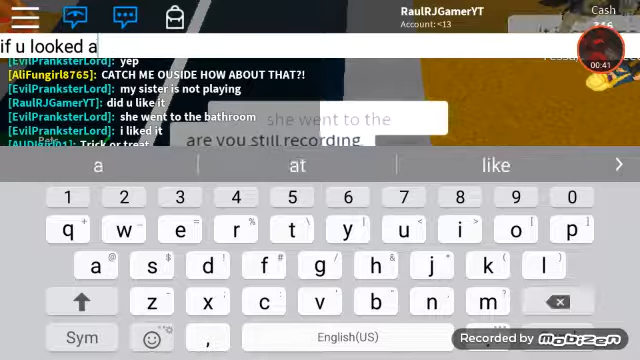 RaulRJGamerYT
Account: <13
Cash
346
if u looked a
00:41
[EvilPranksterLord]: yep
[AliFungirl8765]: CATCH ME OUSIDE HOW ABOUT THAT?!
[EvilPranksterLord]: my sister is not playing
[RaulRJGamerYT]: did u like it
[EvilPranksterLord]: she went to the bathroom
[EvilPranksterLord]: i liked it
Trick or treat
she went to the
are you still recording
a at like
1 2 3 4 5 6 7 8 9 0
q w e r t y u i o p
a s d f g h j k l
z x c v b n m
Sym , English(US)
Recorded by Mobizen